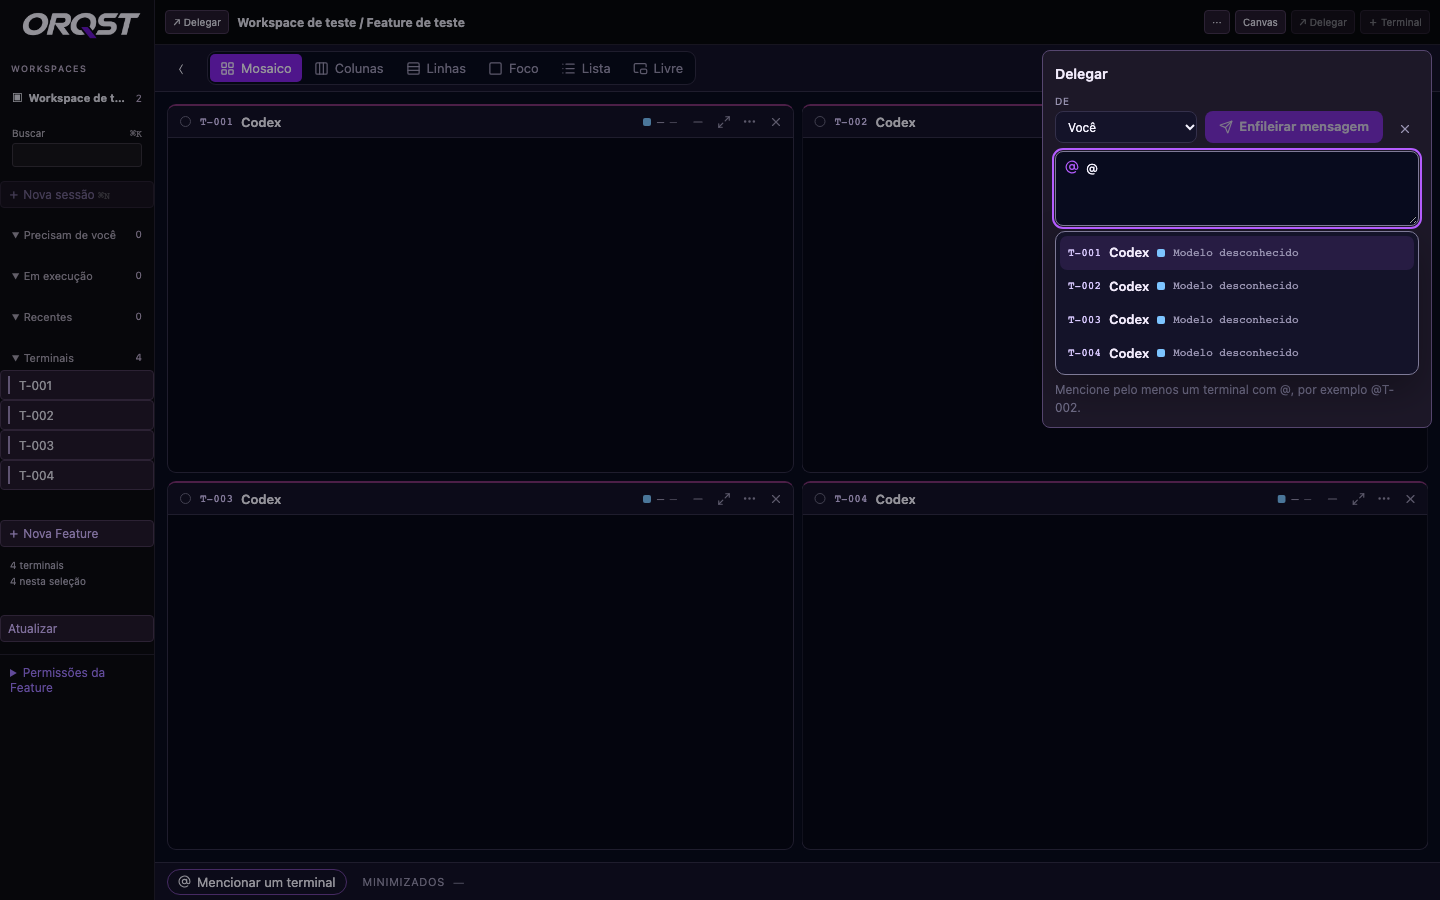 ORQST
↗ Delegar
Workspace de teste / Feature de teste
···
Canvas
↗ Delegar
+ Terminal
WORKSPACES
Workspace de t... 2
Buscar ⌘K
+ Nova sessão ⌘N
▼ Precisam de você 0
▼ Em execução 0
▼ Recentes 0
▼ Terminais 4
T-001
T-002
T-003
T-004
+ Nova Feature
4 terminais
4 nesta seleção
Atualizar
▶ Permissões da
Feature
‹
Mosaico
Colunas
Linhas
Foco
Lista
Livre
T-001 Codex
T-002 Codex
T-003 Codex
T-004 Codex
Delegar
DE
Você
Enfileirar mensagem
@ @
T-001 Codex Modelo desconhecido
T-002 Codex Modelo desconhecido
T-003 Codex Modelo desconhecido
T-004 Codex Modelo desconhecido
Mencione pelo menos um terminal com @, por exemplo @T-
002.
@ Mencionar um terminal
MINIMIZADOS —